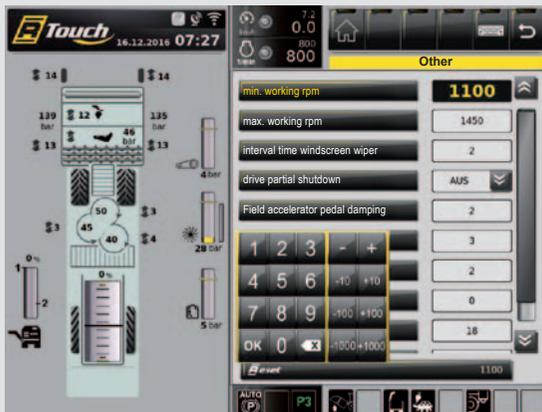 R-Touch
16.12.2016 07:27
7.2
0.0
800
800
Other
min. working rpm 1100
max. working rpm 1450
interval time windscreen wiper 2
drive partial shutdown AUS
Field accelerator pedal damping 2
3
2
0
18
1 2 3 - +
4 5 6 -10 +10
7 8 9 -100 +100
OK 0 -1000 +1000
Reset 1100
14 14
139 bar 12 135 bar
46 bar
13 13
50
45
40
3 3
4
0%
1
2
0%
4 bar
28 bar
5 bar
AUTO
(P)
P3